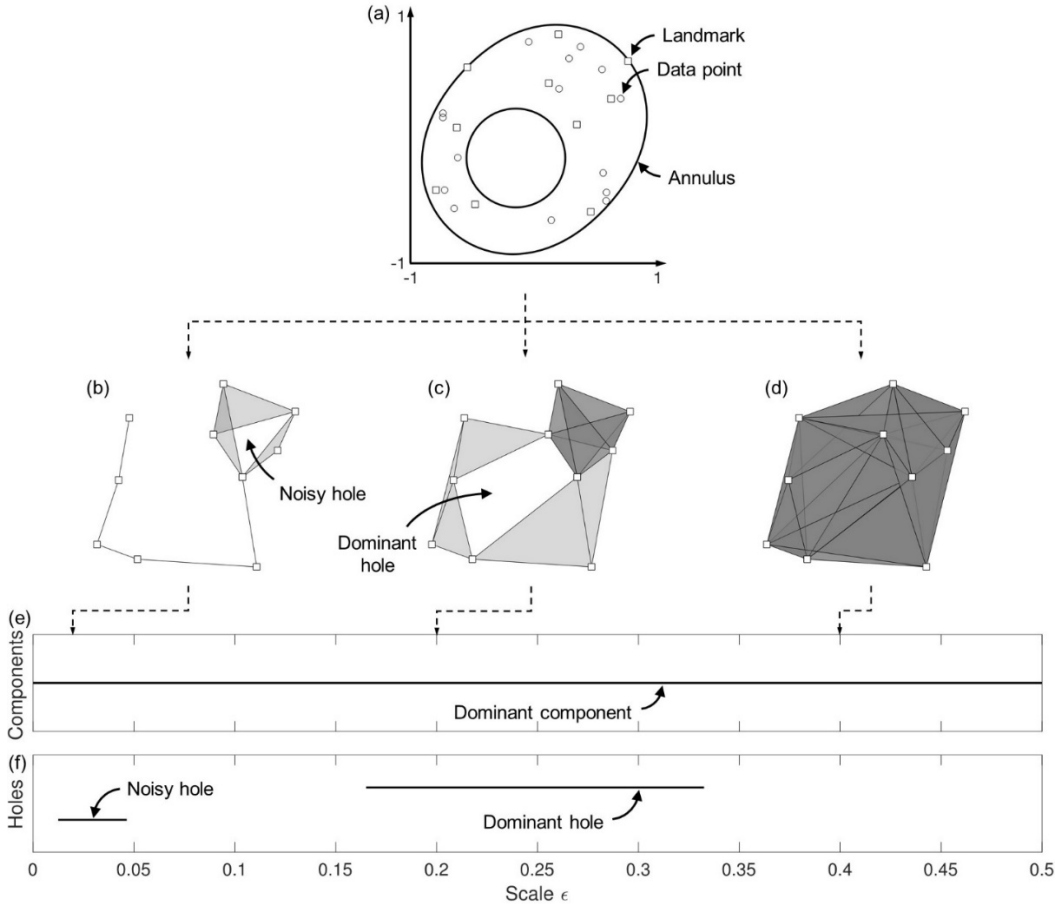 (a)
1
Landmark
Data point
Annulus
-1
-1
1
(b)
(c)
(d)
Noisy hole
Dominant
hole
(e)
Components
Dominant component
(f)
Holes
Noisy hole
Dominant hole
0 0.05 0.1 0.15 0.2 0.25 0.3 0.35 0.4 0.45 0.5
Scale ϵ